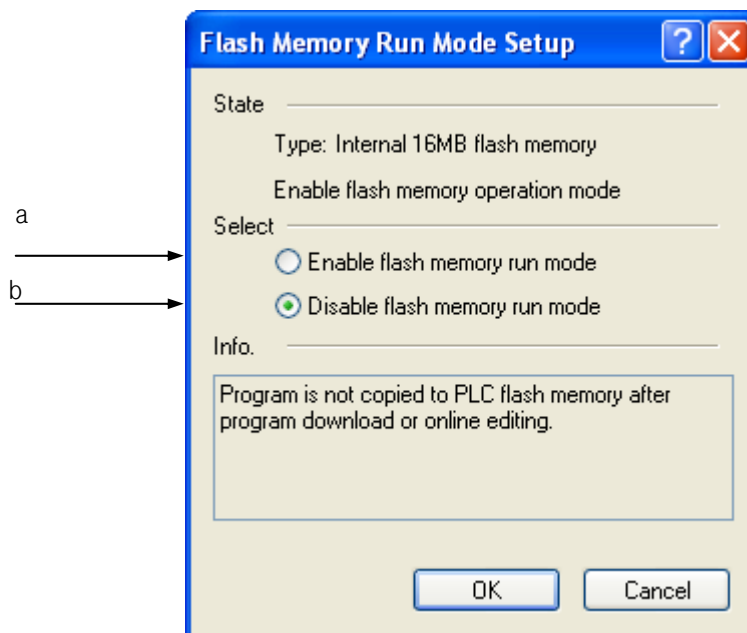 Flash Memory Run Mode Setup
State
Type: Internal 16MB flash memory
Enable flash memory operation mode
a
Select
Enable flash memory run mode
b
Disable flash memory run mode
Info.
Program is not copied to PLC flash memory after
program download or online editing.
OK Cancel